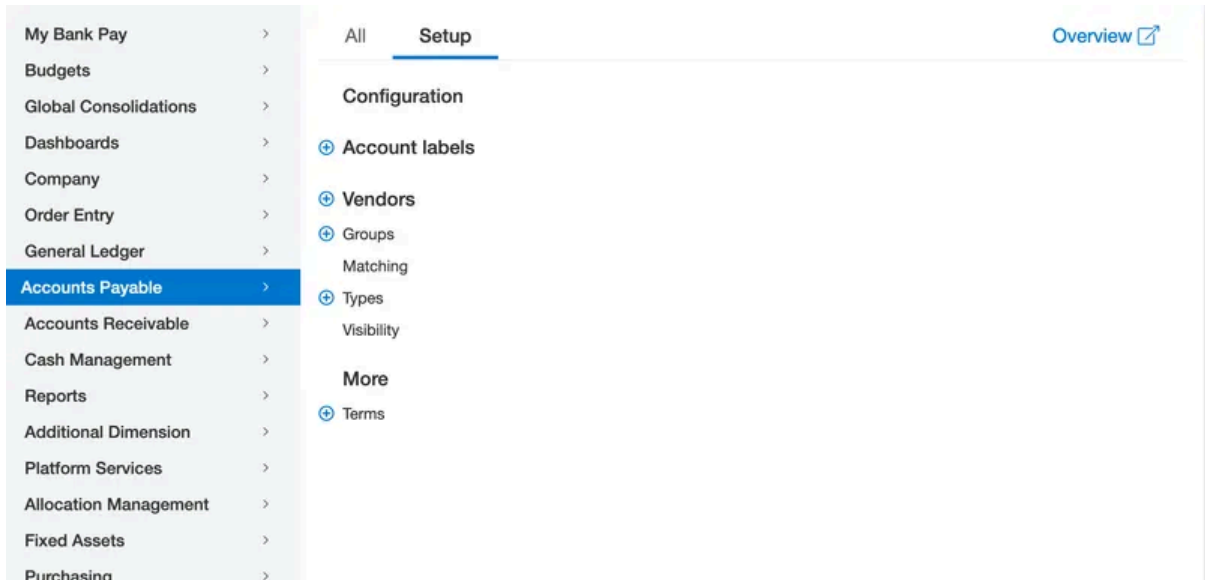 My Bank Pay
Budgets
Global Consolidations
Dashboards
Company
Order Entry
General Ledger
Accounts Payable
Accounts Receivable
Cash Management
Reports
Additional Dimension
Platform Services
Allocation Management
Fixed Assets
Purchasing
All Setup Overview
Configuration
Account labels
Vendors
Groups
Matching
Types
Visibility
More
Terms